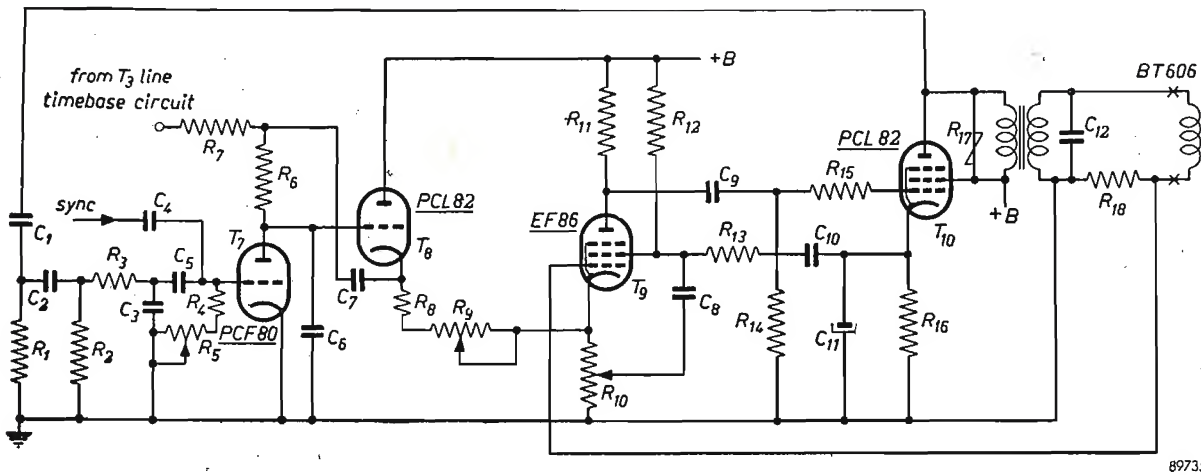 from T3 line
timebase circuit
+B
BT606
R7
R6
R11
R12
PCL82
R17
C12
PCL 82
C9
R15
R18
+B
sync
C4
C1
T7
T8
EF86
T10
R13
C10
C2
R3
C5
R4
C7
T9
C3
R8
R9
C8
R14
C11
R16
R1
R2
R5
PCF80
C6
R10
8973